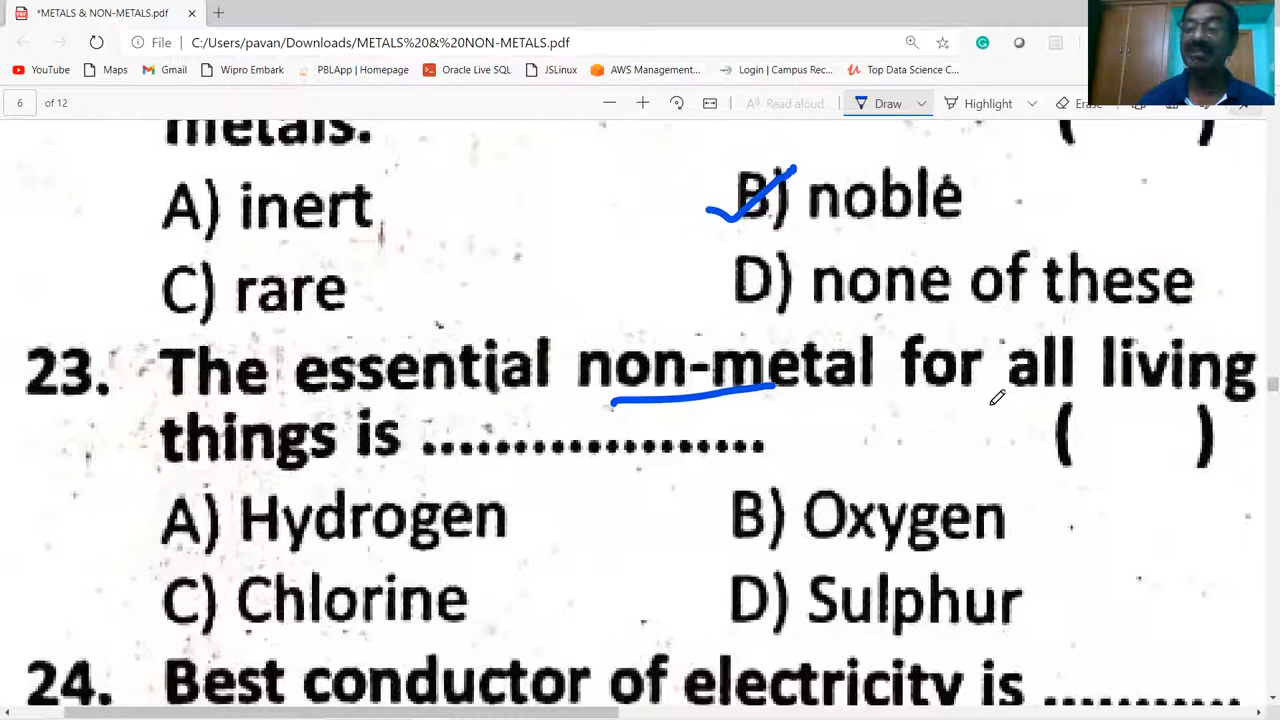 *METALS & NON-METALS.pdf
File C:/Users/pavan/Downloads/METALS%20&%20NON-METALS.pdf
YouTube Maps Gmail Wipro Embark PBLApp | Homepage Oracle Live SQL JSLinux AWS Management... Login | Campus Rec... Top Data Science C...
6 of 12 Read aloud Draw Highlight Erase
metals. ( )
A) inert B) noble
C) rare D) none of these
23. The essential non-metal for all living
things is ................... ( )
A) Hydrogen B) Oxygen
C) Chlorine D) Sulphur
24. Best conductor of electricity is ...........